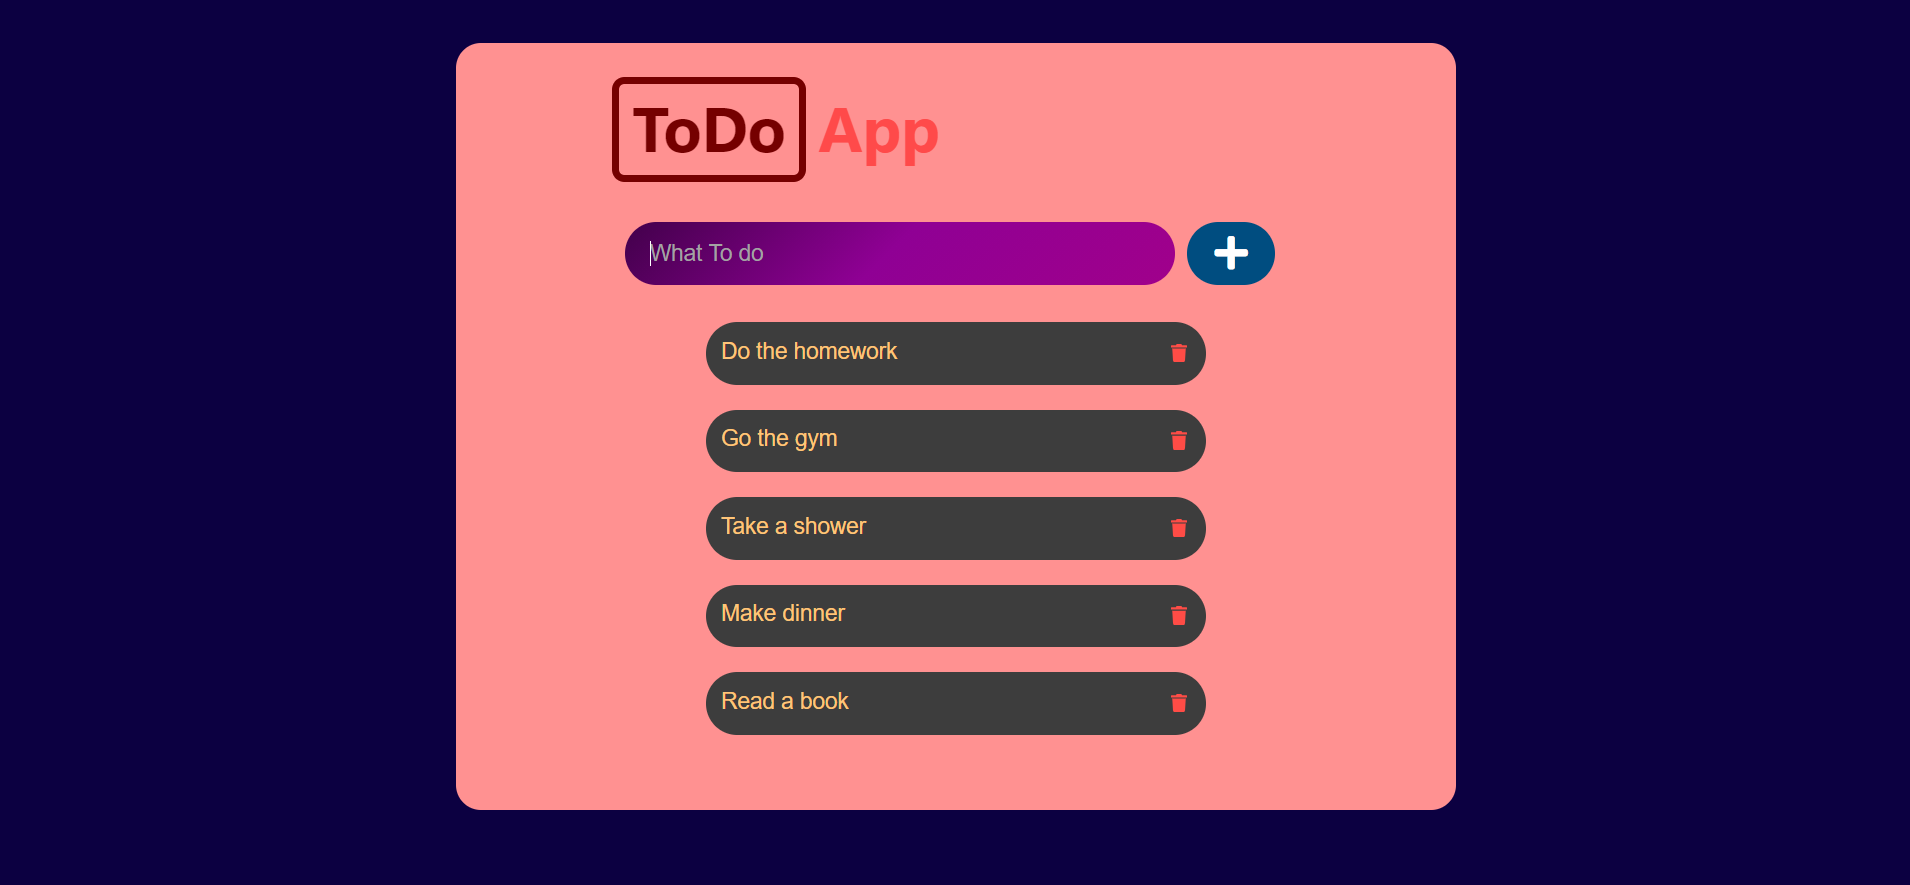 ToDo App
What To do
Do the homework
Go the gym
Take a shower
Make dinner
Read a book